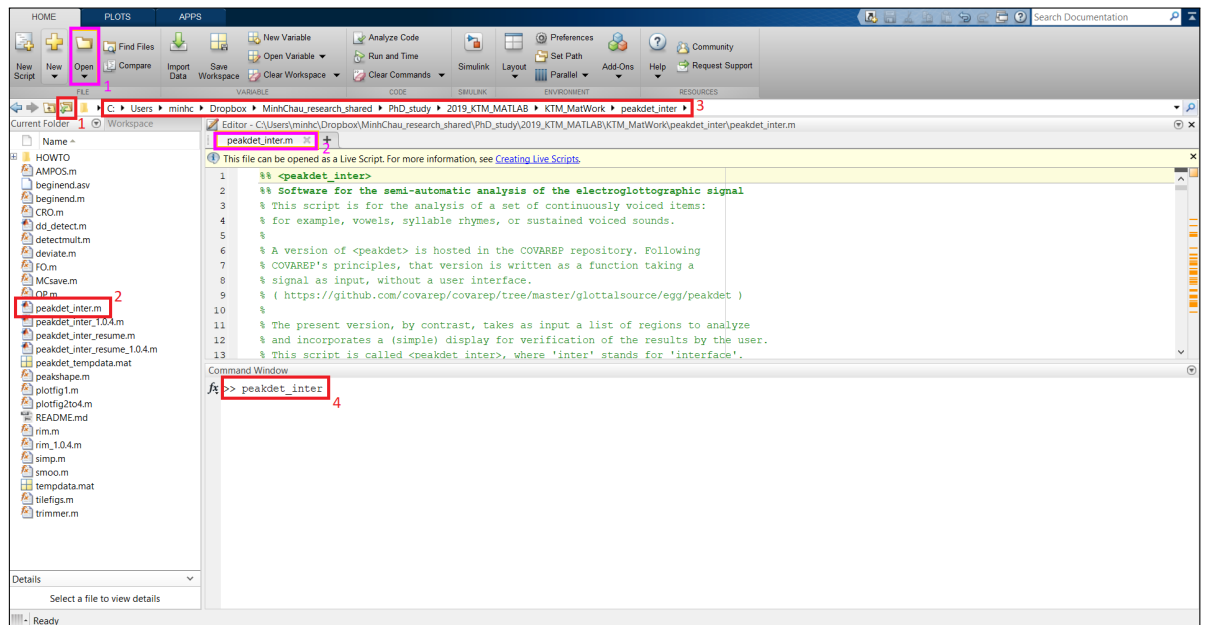 HOME PLOTS APPS
Search Documentation
New Script
New
Open
Find Files
Compare
Import Data
Save Workspace
New Variable
Open Variable
Clear Workspace
Analyze Code
Run and Time
Clear Commands
Simulink
Layout
Preferences
Set Path
Parallel
Add-Ons
Help
Community
Request Support
1
FILE VARIABLE CODE SIMULINK ENVIRONMENT RESOURCES
C: Users minhc Dropbox MinhChau_research_shared PhD_study 2019_KTM_MATLAB KTM_MatWork peakdet_inter 3
Current Folder 1 Workspace
Name
HOWTO
AMPOS.m
beginend.asv
beginend.m
CRO.m
dd_detect.m
detectmult.m
deviate.m
FO.m
MCsave.m
OP.m
2
peakdet_inter.m
peakdet_inter_1.0.4.m
peakdet_inter_resume.m
peakdet_inter_resume_1.0.4.m
peakdet_tempdata.mat
peakshape.m
plotfig1.m
plotfig2to4.m
README.md
rim.m
rim_1.0.4.m
simp.m
smoo.m
tempdata.mat
tilefigs.m
trimmer.m
Details
Select a file to view details
Editor - C:\Users\minhc\Dropbox\MinhChau_research_shared\PhD_study\2019_KTM_MATLAB\KTM_MatWork\peakdet_inter\peakdet_inter.m
peakdet_inter.m
2
This file can be opened as a Live Script. For more information, see Creating Live Scripts.
1 %% <peakdet_inter>
2 %% Software for the semi-automatic analysis of the electroglottographic signal
3 % This script is for the analysis of a set of continuously voiced items:
4 % for example, vowels, syllable rhymes, or sustained voiced sounds.
5 %
6 % A version of <peakdet> is hosted in the COVAREP repository. Following
7 % COVAREP's principles, that version is written as a function taking a
8 % signal as input, without a user interface.
9 % ( https://github.com/covarep/covarep/tree/master/glottalsource/egg/peakdet )
10 %
11 % The present version, by contrast, takes as input a list of regions to analyze
12 % and incorporates a (simple) display for verification of the results by the user.
13 % This script is called <peakdet inter>, where 'inter' stands for 'interface'.
Command Window
fx >> peakdet_inter
4
Ready